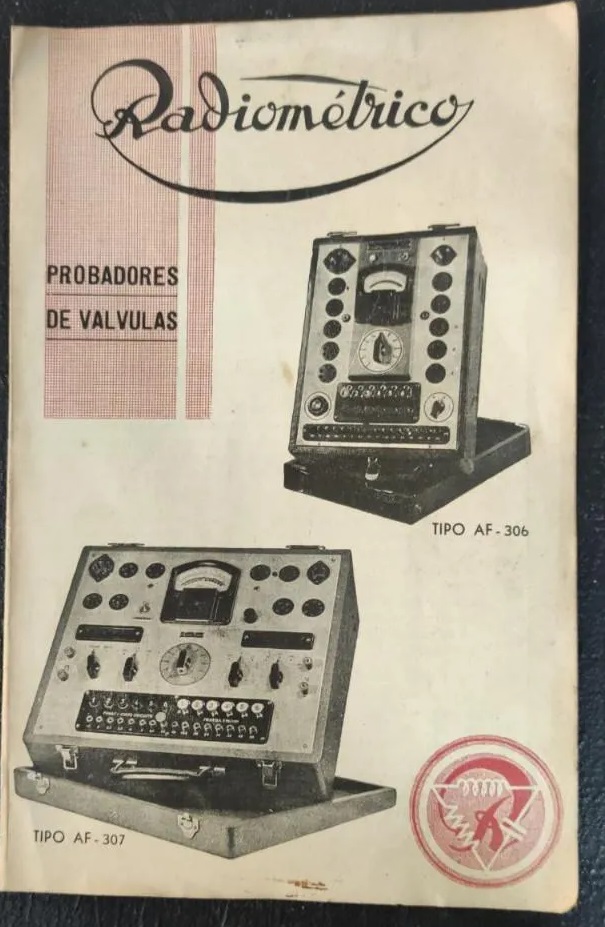 Radiométrico
PROBADORES
DE VALVULAS
TIPO AF-306
TIPO AF-307